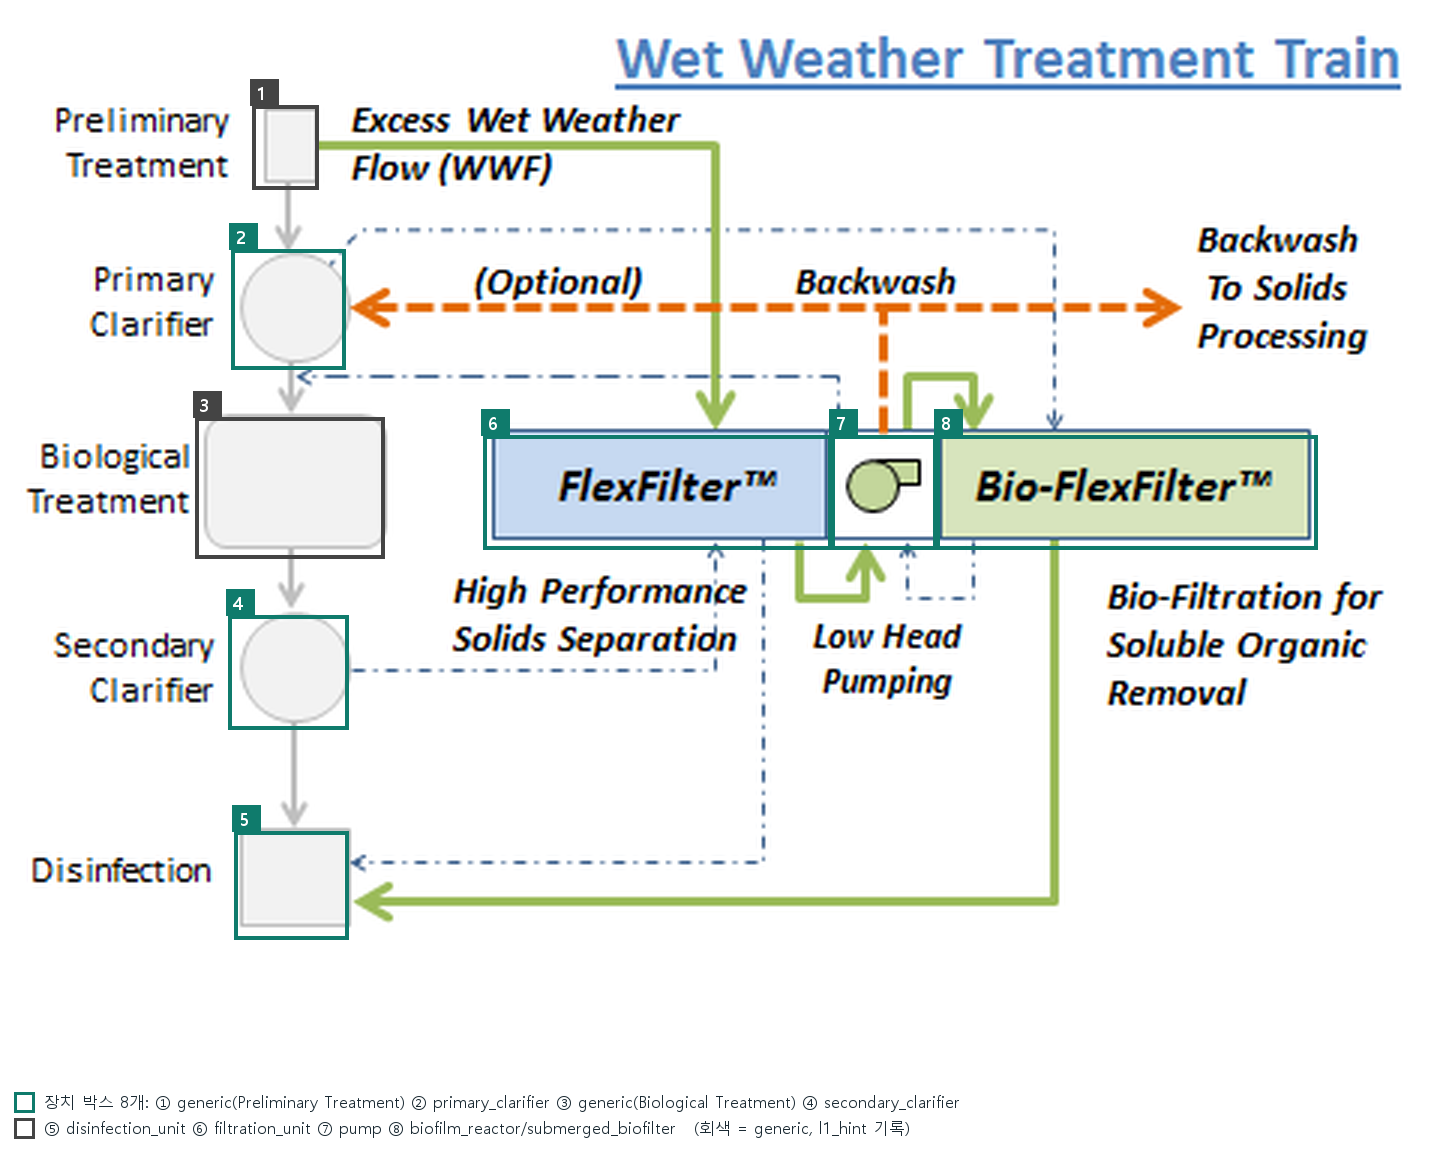 Wet Weather Treatment Train
1
Preliminary
Treatment
Excess Wet Weather
Flow (WWF)
2
Primary
Clarifier
(Optional)
Backwash
Backwash
To Solids
Processing
3
Biological
Treatment
6
FlexFilter™
7
8
Bio-FlexFilter™
High Performance
Solids Separation
Low Head
Pumping
Bio-Filtration for
Soluble Organic
Removal
4
Secondary
Clarifier
5
Disinfection
장치 박스 8개: ① generic(Preliminary Treatment) ② primary_clarifier ③ generic(Biological Treatment) ④ secondary_clarifier
⑤ disinfection_unit ⑥ filtration_unit ⑦ pump ⑧ biofilm_reactor/submerged_biofilter (회색 = generic, l1_hint 기록)